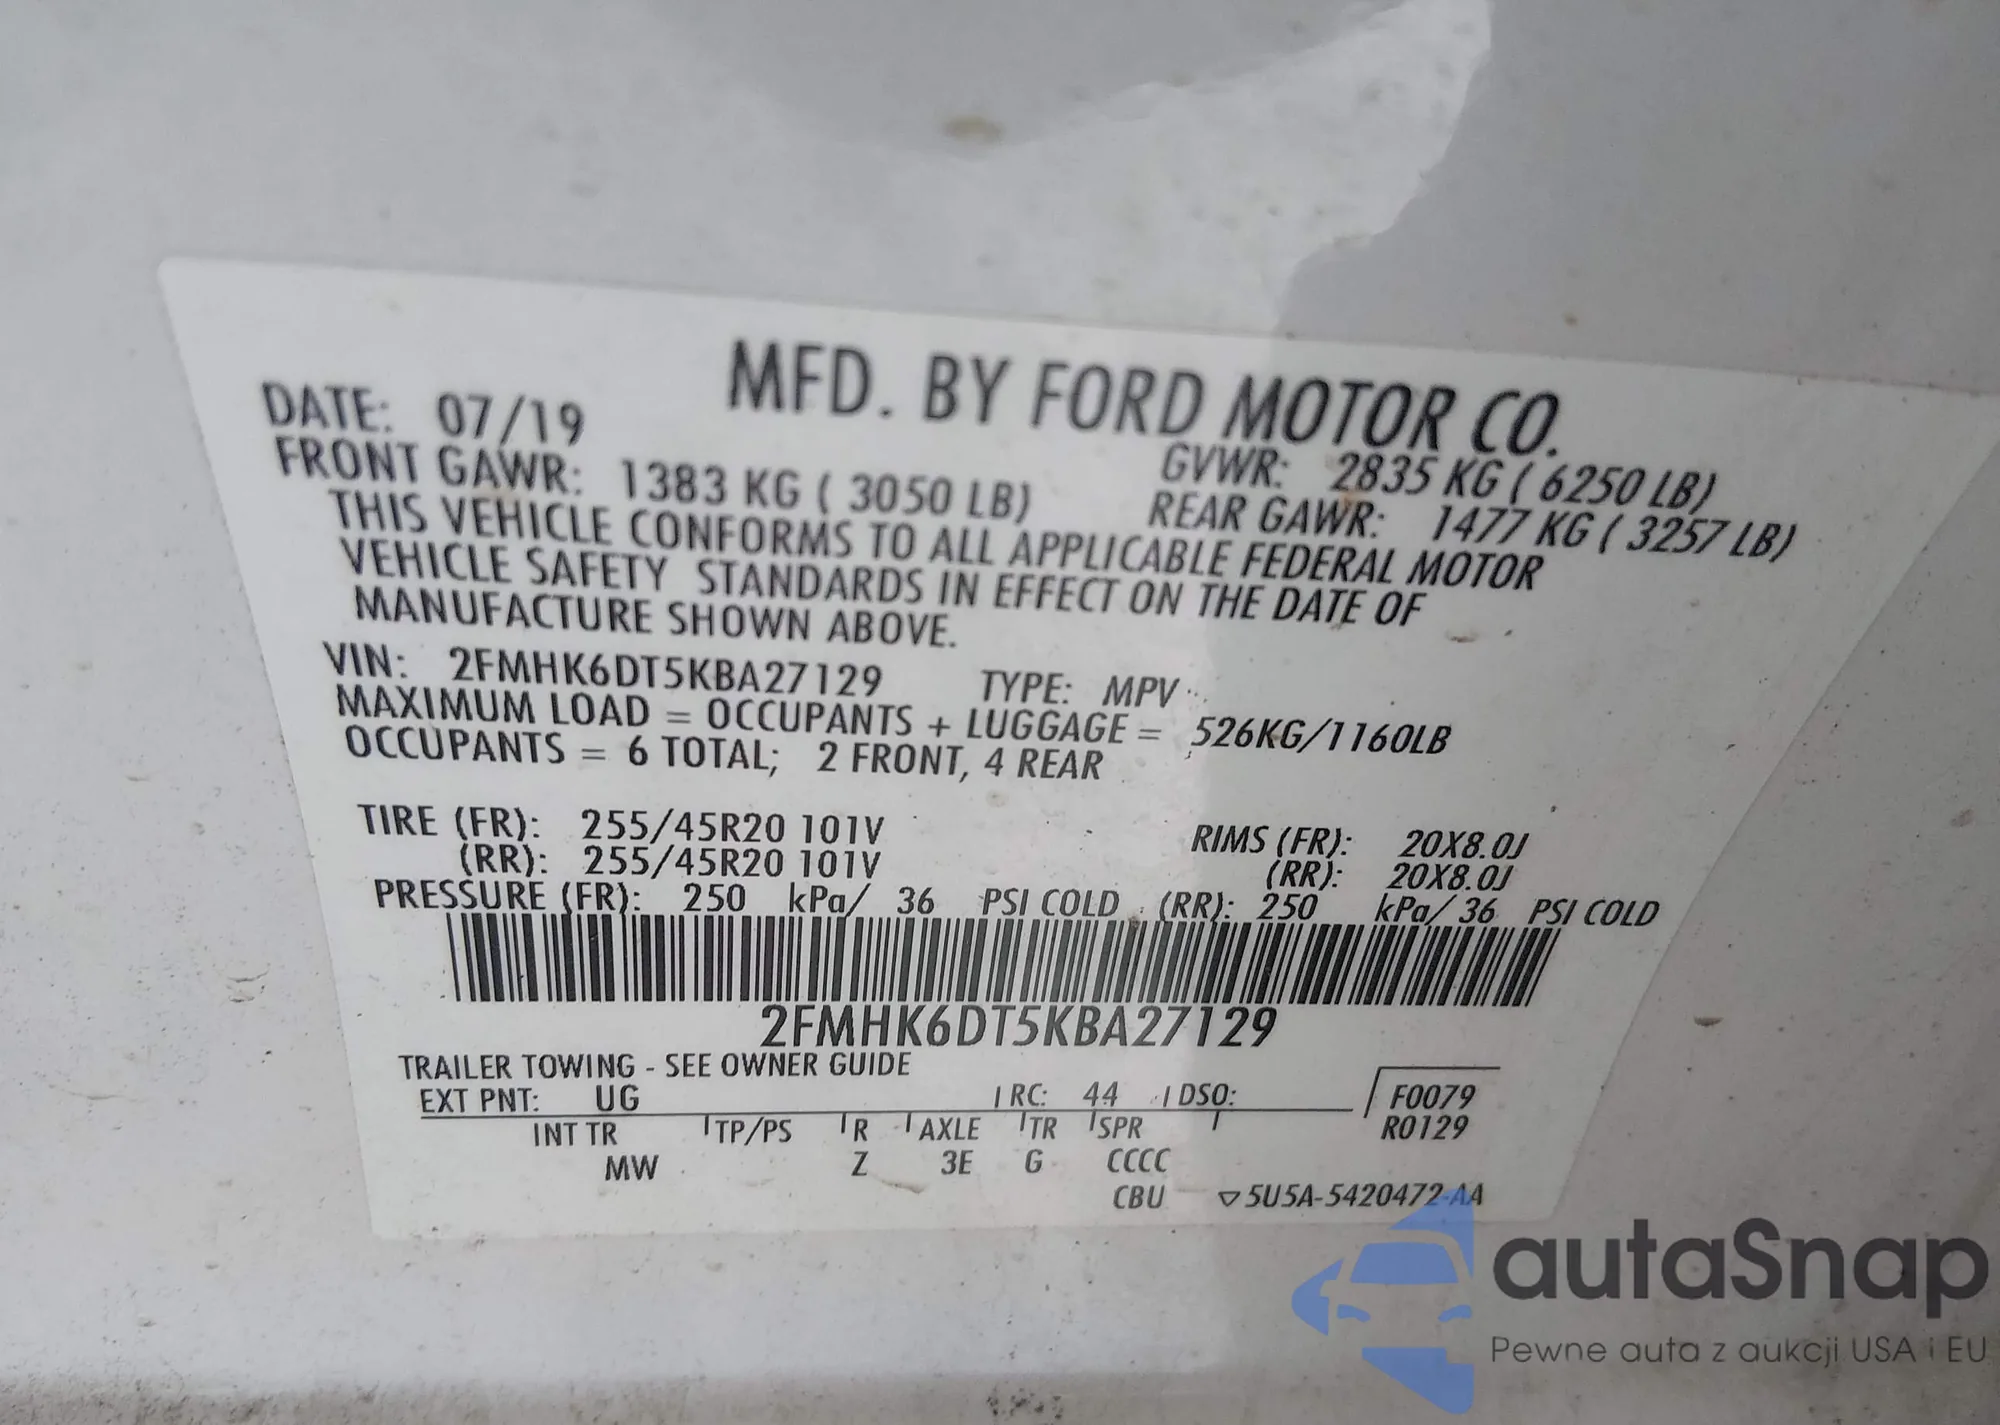 MFD. BY FORD MOTOR CO.
DATE: 07/19 GVWR: 2835 KG ( 6250 LB)
FRONT GAWR: 1383 KG ( 3050 LB) REAR GAWR: 1477 KG ( 3257 LB)
THIS VEHICLE CONFORMS TO ALL APPLICABLE FEDERAL MOTOR
VEHICLE SAFETY STANDARDS IN EFFECT ON THE DATE OF
MANUFACTURE SHOWN ABOVE.
VIN: 2FMHK6DT5KBA27129 TYPE: MPV
MAXIMUM LOAD = OCCUPANTS + LUGGAGE = 526KG/1160LB
OCCUPANTS = 6 TOTAL; 2 FRONT, 4 REAR
TIRE (FR): 255/45R20 101V RIMS (FR): 20X8.0J
(RR): 255/45R20 101V (RR): 20X8.0J
PRESSURE (FR): 250 kPa/ 36 PSI COLD (RR): 250 kPa/ 36 PSI COLD
2FMHK6DT5KBA27129
TRAILER TOWING - SEE OWNER GUIDE
EXT PNT: UG RC: 44 DSO: F0079
INT TR TP/PS R AXLE TR SPR R0129
MW Z 3E G CCCC
CBU ▽5U5A-5420472-AA
autaSnap
Pewne auta z aukcji USA i EU